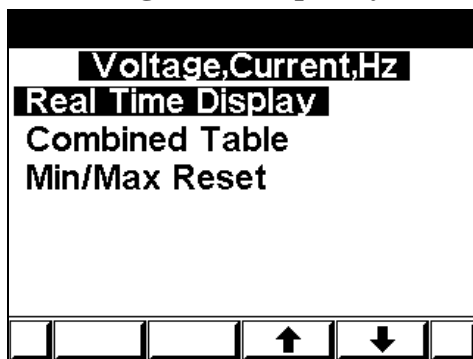 Voltage,Current,Hz
Real Time Display
Combined Table
Min/Max Reset